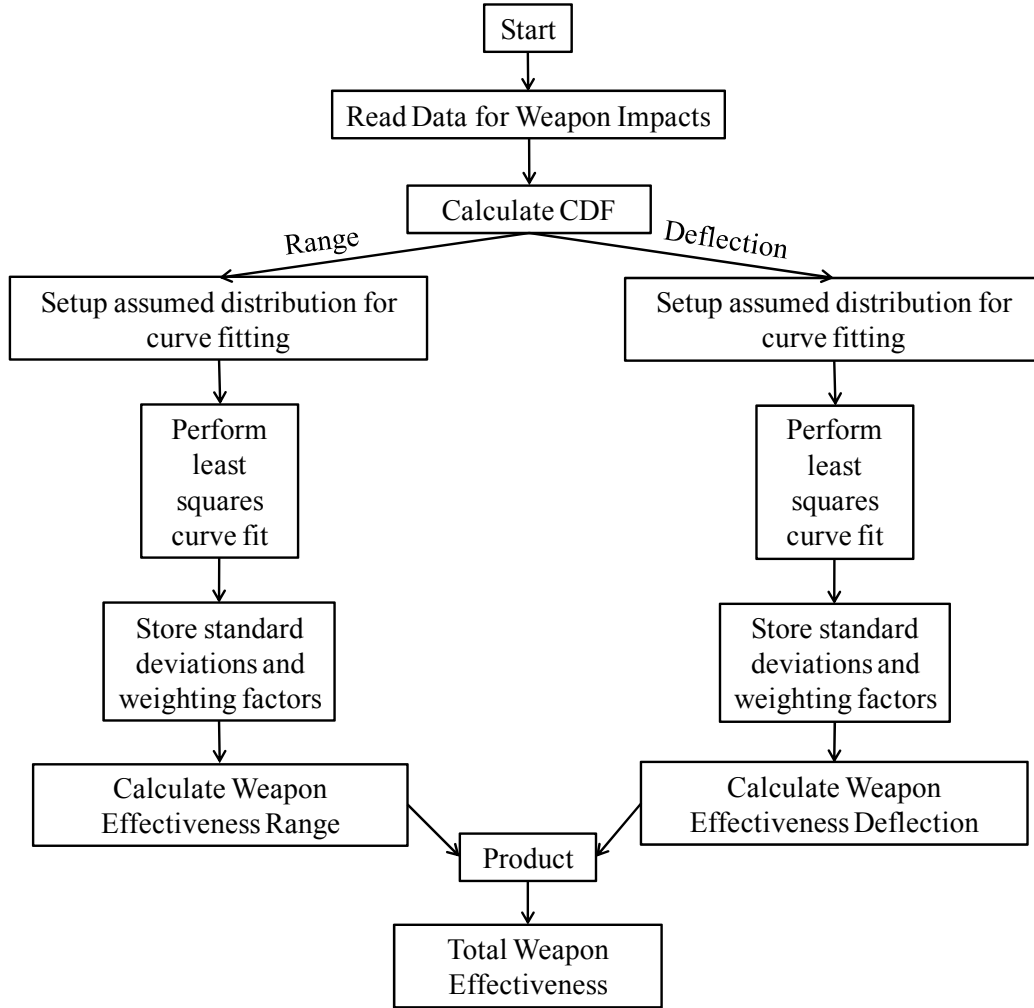 Start
Read Data for Weapon Impacts
Calculate CDF
Range
Deflection
Setup assumed distribution for
curve fitting
Setup assumed distribution for
curve fitting
Perform
least
squares
curve fit
Perform
least
squares
curve fit
Store standard
deviations and
weighting factors
Store standard
deviations and
weighting factors
Calculate Weapon
Effectiveness Range
Calculate Weapon
Effectiveness Deflection
Product
Total Weapon
Effectiveness